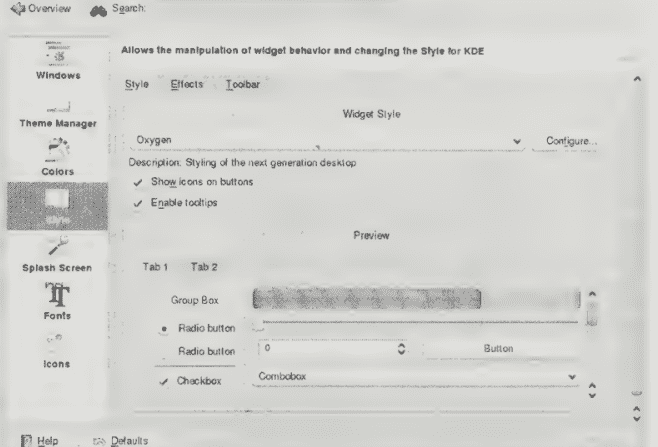 Overview Search:
Allows the manipulation of widget behavior and changing the Style for KDE
Windows
Theme Manager
Colors
Splash Screen
Fonts
Icons
Style Effects Toolbar
Widget Style
Oxygen Configure...
Description: Styling of the next generation desktop
Show icons on buttons
Enable tooltips
Preview
Tab 1 Tab 2
Group Box
Radio button
Radio button 0 Button
Checkbox Combobox
Help Defaults